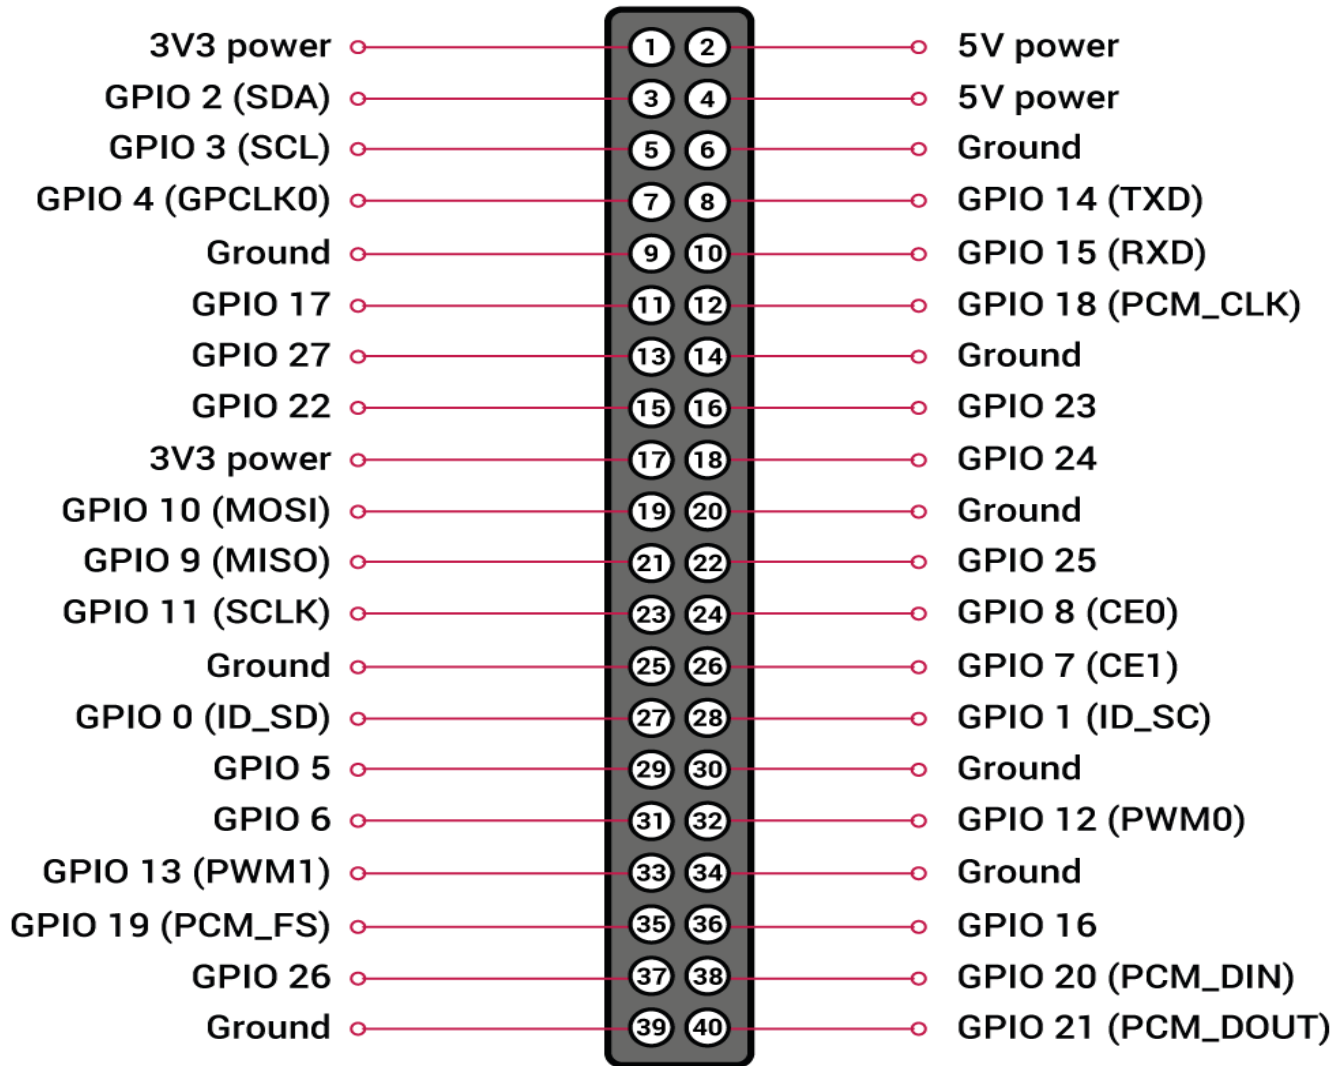 3V3 power 1 2 5V power
GPIO 2 (SDA) 3 4 5V power
GPIO 3 (SCL) 5 6 Ground
GPIO 4 (GPCLK0) 7 8 GPIO 14 (TXD)
Ground 9 10 GPIO 15 (RXD)
GPIO 17 11 12 GPIO 18 (PCM_CLK)
GPIO 27 13 14 Ground
GPIO 22 15 16 GPIO 23
3V3 power 17 18 GPIO 24
GPIO 10 (MOSI) 19 20 Ground
GPIO 9 (MISO) 21 22 GPIO 25
GPIO 11 (SCLK) 23 24 GPIO 8 (CE0)
Ground 25 26 GPIO 7 (CE1)
GPIO 0 (ID_SD) 27 28 GPIO 1 (ID_SC)
GPIO 5 29 30 Ground
GPIO 6 31 32 GPIO 12 (PWM0)
GPIO 13 (PWM1) 33 34 Ground
GPIO 19 (PCM_FS) 35 36 GPIO 16
GPIO 26 37 38 GPIO 20 (PCM_DIN)
Ground 39 40 GPIO 21 (PCM_DOUT)